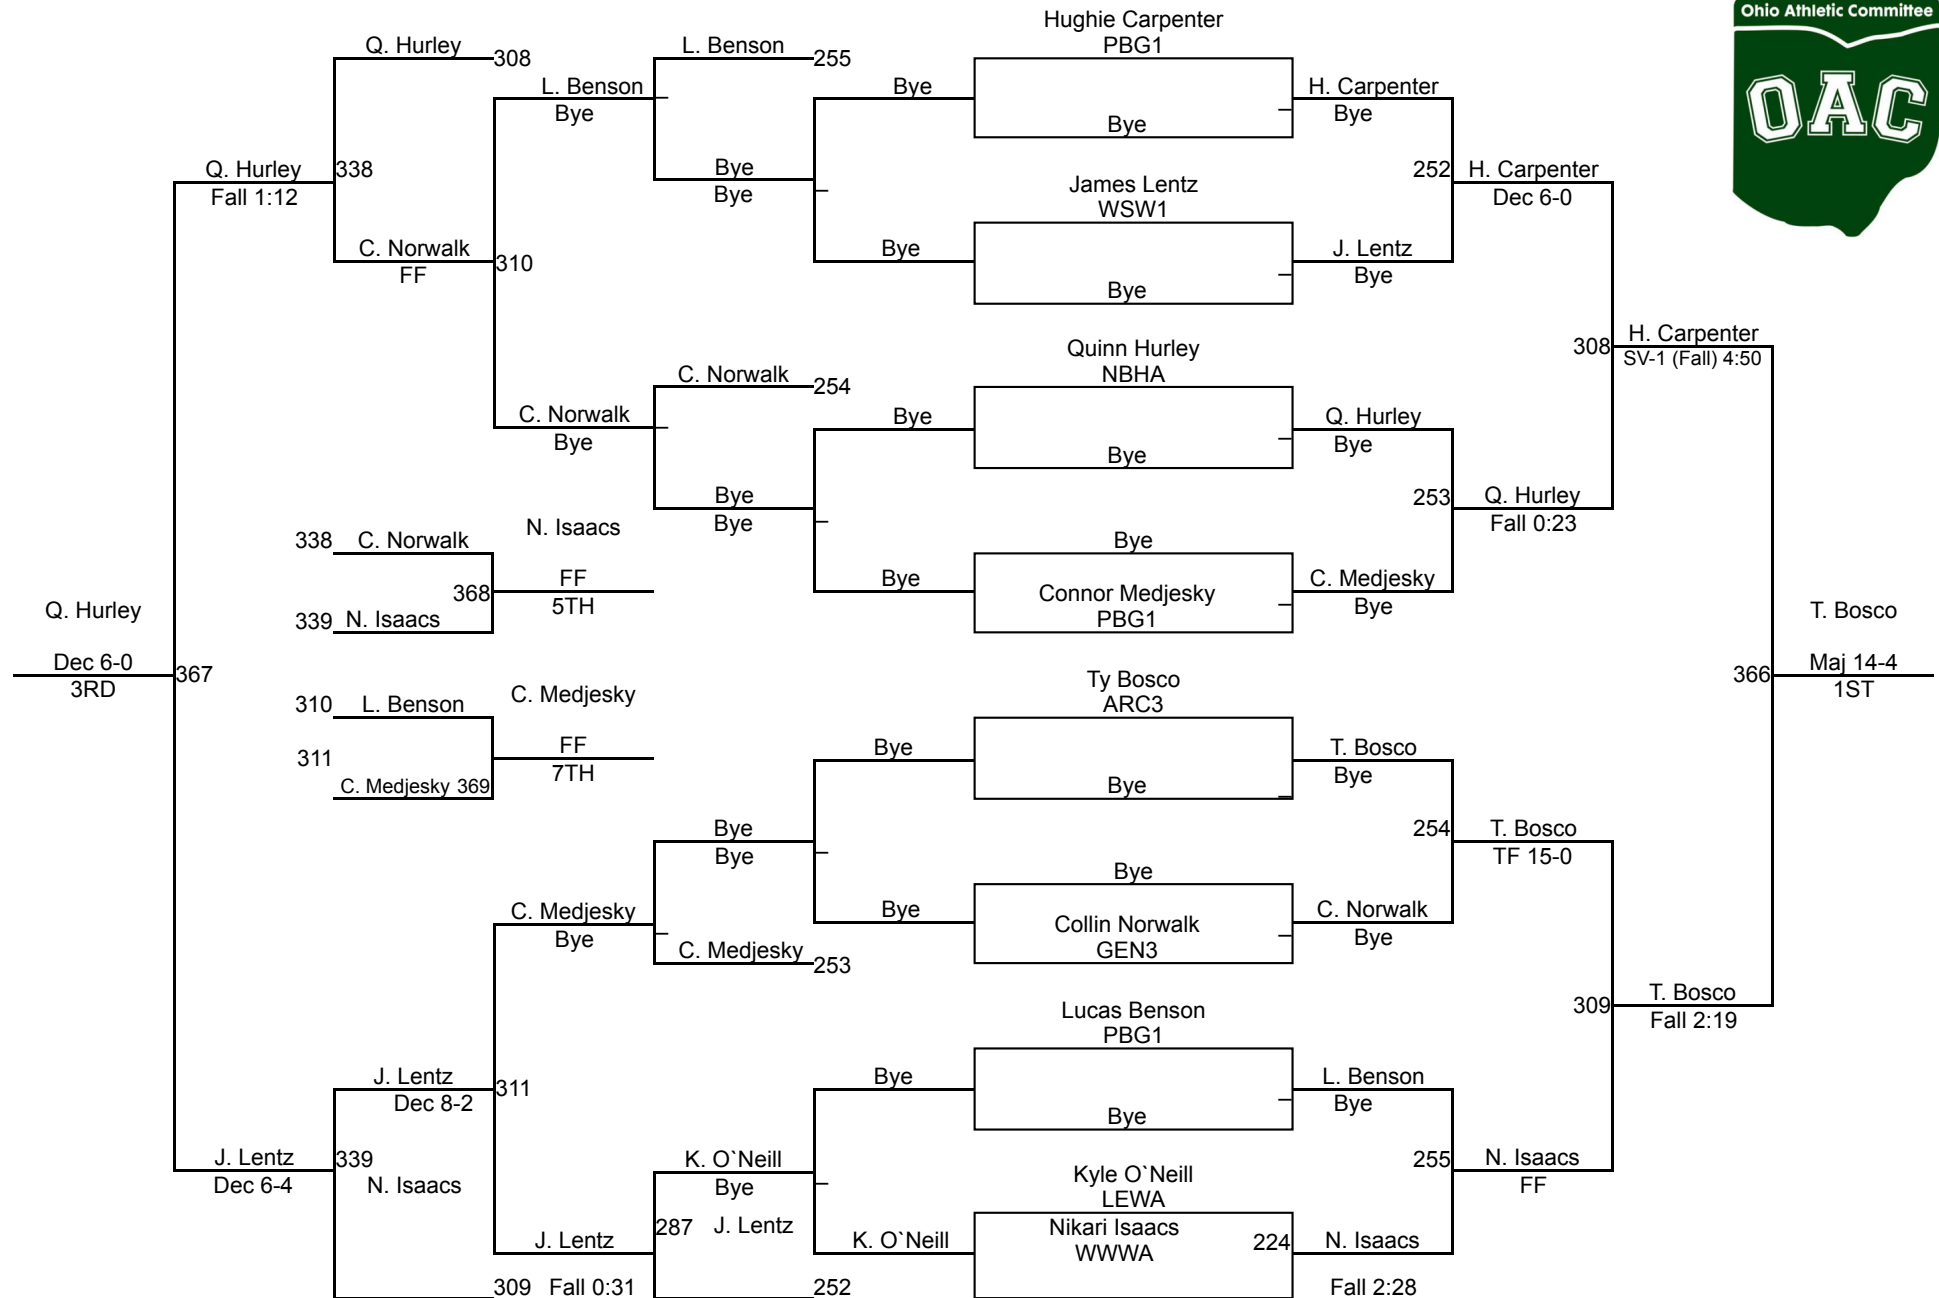 Ohio Athletic Committee
OAC
Hughie Carpenter
PBG1
Q. Hurley
308
L. Benson
255
L. Benson
Bye
Bye
Bye
H. Carpenter
Bye
Q. Hurley
338
Fall 1:12
Bye
Bye
James Lentz
WSW1
252
H. Carpenter
Dec 6-0
C. Norwalk
310
FF
Bye
Bye
J. Lentz
Bye
Quinn Hurley
NBHA
308
H. Carpenter
SV-1 (Fall) 4:50
C. Norwalk
254
C. Norwalk
Bye
Bye
Bye
Q. Hurley
Bye
Bye
Bye
253
Q. Hurley
Fall 0:23
338
C. Norwalk
N. Isaacs
368
FF
5TH
339
N. Isaacs
Bye
Bye
Connor Medjesky
PBG1
C. Medjesky
Bye
Q. Hurley
Dec 6-0
3RD
367
T. Bosco
366
Maj 14-4
1ST
310
L. Benson
C. Medjesky
311
FF
7TH
C. Medjesky 369
Ty Bosco
ARC3
Bye
Bye
T. Bosco
Bye
Bye
Bye
254
T. Bosco
TF 15-0
Bye
C. Medjesky
Bye
Bye
Collin Norwalk
GEN3
C. Norwalk
Bye
C. Medjesky
253
Lucas Benson
PBG1
309
T. Bosco
Fall 2:19
J. Lentz
311
Dec 8-2
Bye
Bye
L. Benson
Bye
J. Lentz
339
Dec 6-4
N. Isaacs
K. O`Neill
Bye
Kyle O`Neill
LEWA
255
N. Isaacs
FF
287
J. Lentz
J. Lentz
K. O`Neill
Nikari Isaacs
WWWA
224
N. Isaacs
309
Fall 0:31
252
Fall 2:28